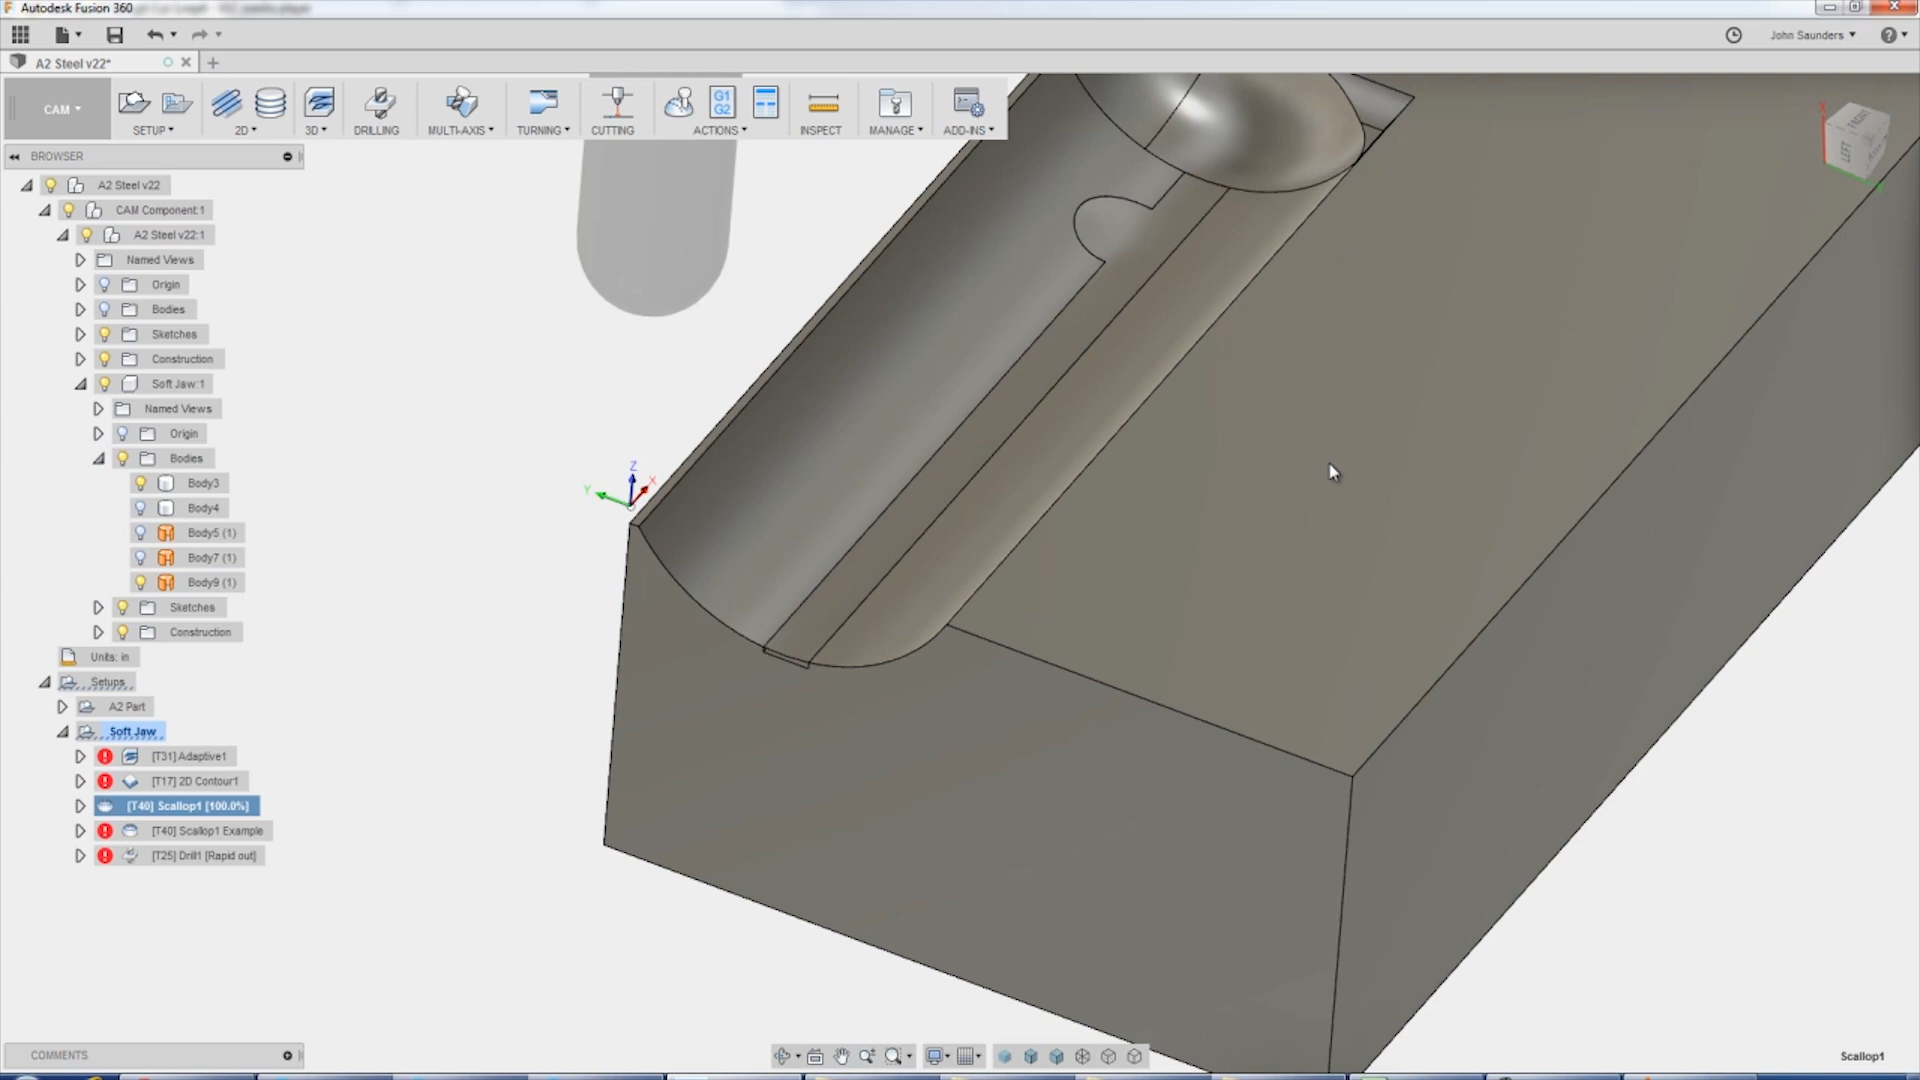 Autodesk Fusion 360
John Saunders
A2 Steel v22*
CAM
SETUP
2D
3D
DRILLING
MULTI-AXIS
TURNING
CUTTING
G1
G2
ACTIONS
INSPECT
MANAGE
ADD-INS
BROWSER
A2 Steel v22
CAM Component:1
A2 Steel v22:1
Named Views
Origin
Bodies
Sketches
Construction
Soft Jaw:1
Named Views
Origin
Bodies
Body3
Body4
Body5 (1)
Body7 (1)
Body9 (1)
Sketches
Construction
Units: in
Setups
A2 Part
Soft Jaw
[T31] Adaptive1
[T17] 2D Contour1
[T40] Scallop1 [100.0%]
[T40] Scallop1 Example
[T25] Drill1 [Rapid out]
Z
X
Y
X
FRONT
LEFT
Y
COMMENTS
Scallop1